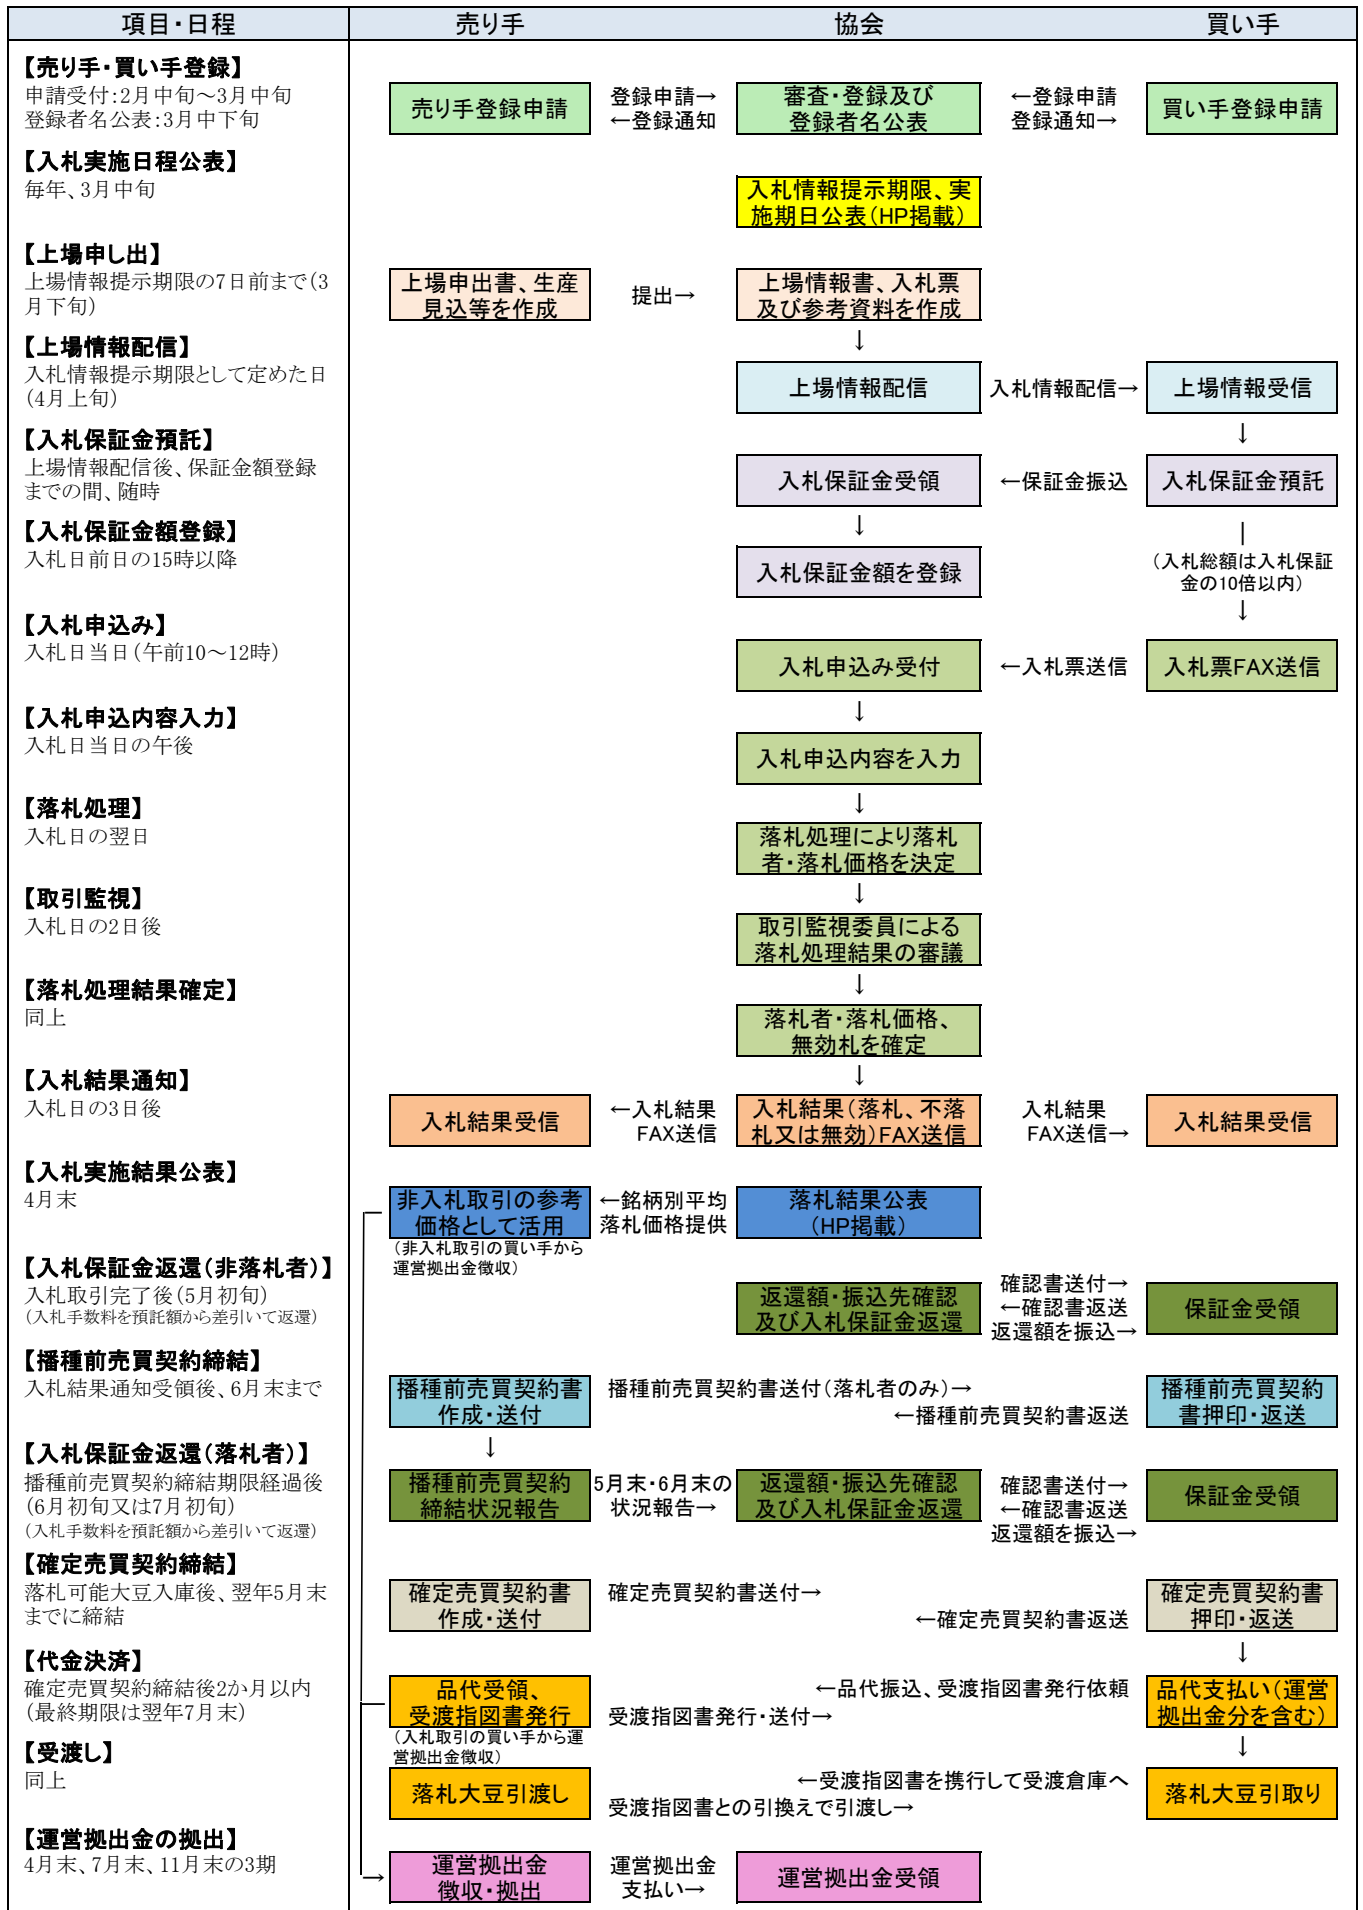 項目・日程
売り手
協会
買い手
【売り手・買い手登録】
申請受付:2月中旬～3月中旬
登録者名公表:3月中下旬
売り手登録申請
登録申請→
←登録通知
審査・登録及び
登録者名公表
←登録申請
登録通知→
買い手登録申請
【入札実施日程公表】
毎年、3月中旬
入札情報提示期限、実
施期日公表（HP掲載）
【上場申し出】
上場情報提示期限の7日前まで（3
月下旬）
上場申出書、生産
見込等を作成
提出→
上場情報書、入札票
及び参考資料を作成
↓
【上場情報配信】
入札情報提示期限として定めた日
（4月上旬）
上場情報配信
入札情報配信→
上場情報受信
↓
【入札保証金預託】
上場情報配信後、保証金額登録
までの間、随時
入札保証金受領
←保証金振込
入札保証金預託
↓
｜
【入札保証金額登録】
入札日前日の15時以降
入札保証金額を登録
（入札総額は入札保証
金の10倍以内）
↓
【入札申込み】
入札日当日（午前10～12時）
入札申込み受付
←入札票送信
入札票FAX送信
↓
【入札申込内容入力】
入札日当日の午後
入札申込内容を入力
↓
【落札処理】
入札日の翌日
落札処理により落札
者・落札価格を決定
↓
【取引監視】
入札日の2日後
取引監視委員による
落札処理結果の審議
↓
【落札処理結果確定】
同上
落札者・落札価格、
無効札を確定
↓
【入札結果通知】
入札日の3日後
入札結果受信
←入札結果
FAX送信
入札結果（落札、不落
札又は無効）FAX送信
入札結果
FAX送信→
入札結果受信
【入札実施結果公表】
4月末
非入札取引の参考
価格として活用
（非入札取引の買い手から
運営拠出金徴収）
←銘柄別平均
落札価格提供
落札結果公表
（HP掲載）
【入札保証金返還（非落札者）】
入札取引完了後（5月初旬）
（入札手数料を預託額から差引いて返還）
返還額・振込先確認
及び入札保証金返還
確認書送付→
←確認書返送
返還額を振込→
保証金受領
【播種前売買契約締結】
入札結果通知受領後、6月末まで
播種前売買契約書
作成・送付
播種前売買契約書送付（落札者のみ）→
←播種前売買契約書返送
播種前売買契約
書押印・返送
↓
【入札保証金返還（落札者）】
播種前売買契約締結期限経過後
（6月初旬又は7月初旬）
（入札手数料を預託額から差引いて返還）
播種前売買契約
締結状況報告
5月末・6月末の
状況報告→
返還額・振込先確認
及び入札保証金返還
確認書送付→
←確認書返送
返還額を振込→
保証金受領
【確定売買契約締結】
落札可能大豆入庫後、翌年5月末
までに締結
確定売買契約書
作成・送付
確定売買契約書送付→
←確定売買契約書返送
確定売買契約書
押印・返送
↓
【代金決済】
確定売買契約締結後2か月以内
（最終期限は翌年7月末）
品代受領、
受渡指図書発行
（入札取引の買い手から運
営拠出金徴収）
←品代振込、受渡指図書発行依頼
受渡指図書発行・送付→
品代支払い（運営
拠出金分を含む）
↓
【受渡し】
同上
落札大豆引渡し
←受渡指図書を携行して受渡倉庫へ
受渡指図書との引換えで引渡し→
落札大豆引取り
【運営拠出金の拠出】
4月末、7月末、11月末の3期
→
運営拠出金
徴収・拠出
運営拠出金
支払い→
運営拠出金受領